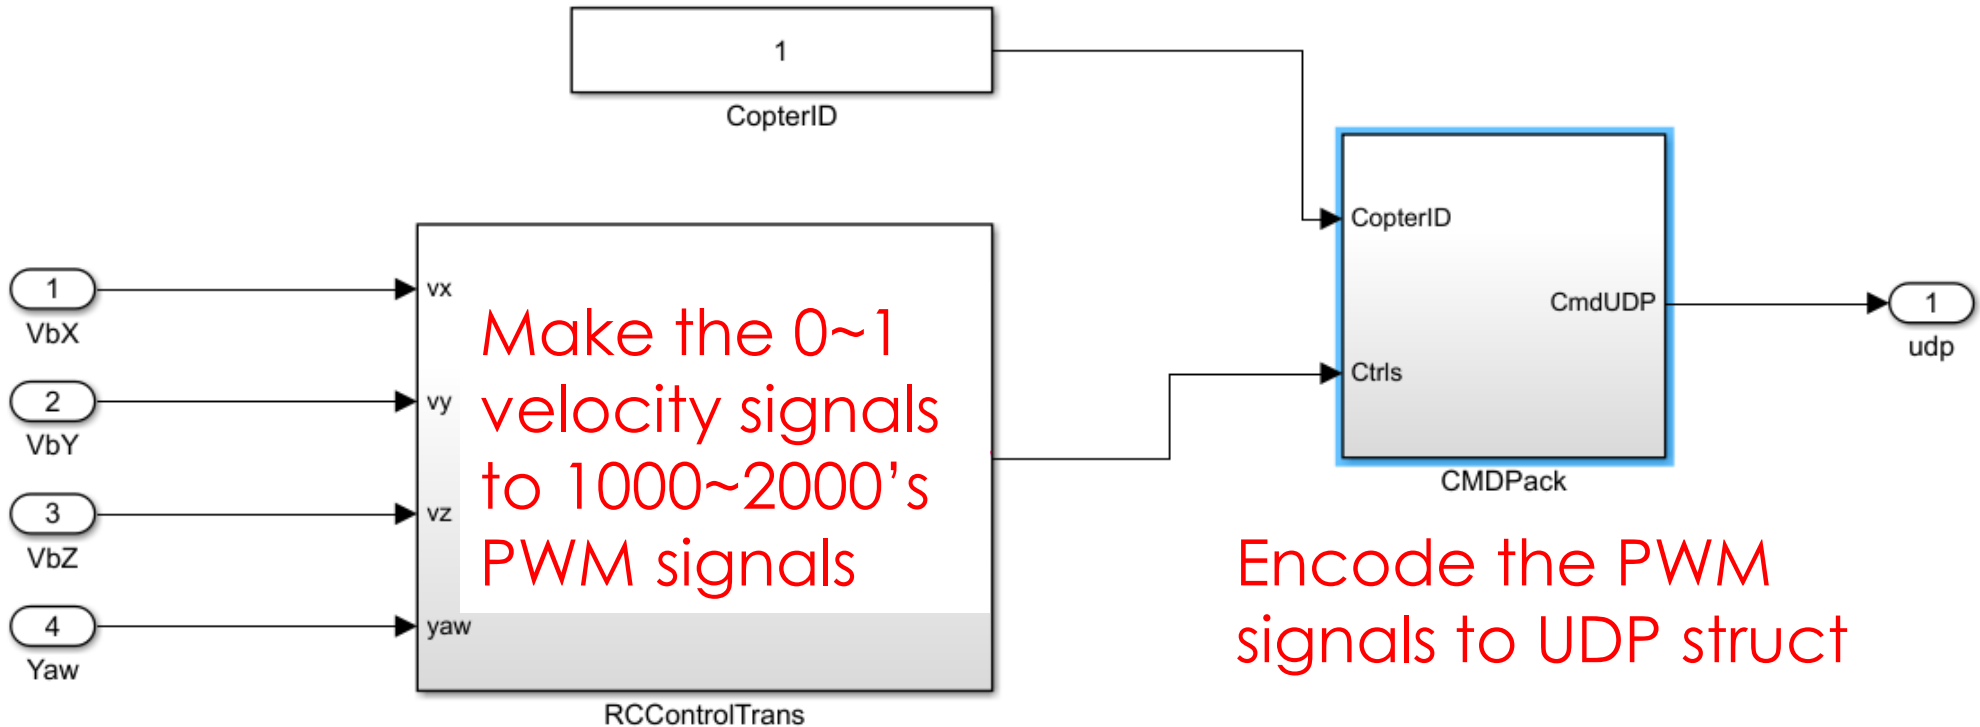 1
CopterID
CopterID
CmdUDP
Ctrls
CMDPack
1
udp
1
VbX
2
VbY
3
VbZ
4
Yaw
vx
vy
vz
yaw
Make the 0~1
velocity signals
to 1000~2000’s
PWM signals
RCControlTrans
Encode the PWM
signals to UDP struct